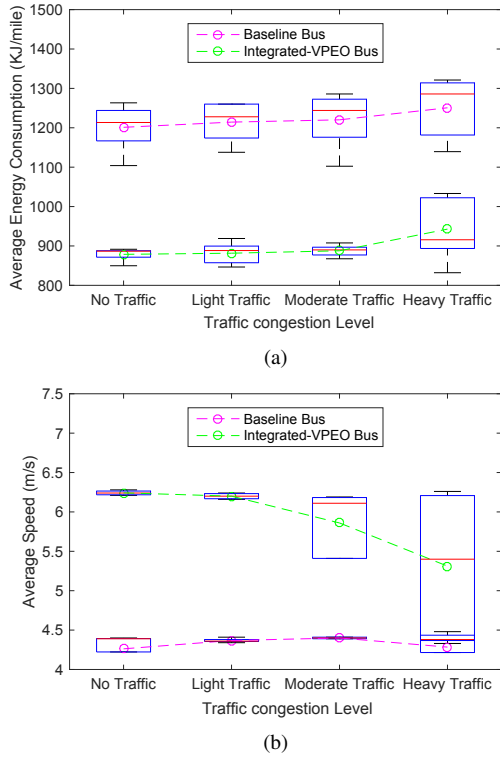 1500
1400
1300
1200
1100
1000
900
800
Average Energy Consumption (KJ/mile)
Baseline Bus
Integrated-VPEO Bus
No Traffic Light Traffic Moderate Traffic Heavy Traffic
Traffic congestion Level
(a)
7.5
7
6.5
6
5.5
5
4.5
4
Average Speed (m/s)
Baseline Bus
Integrated-VPEO Bus
No Traffic Light Traffic Moderate Traffic Heavy Traffic
Traffic congestion Level
(b)